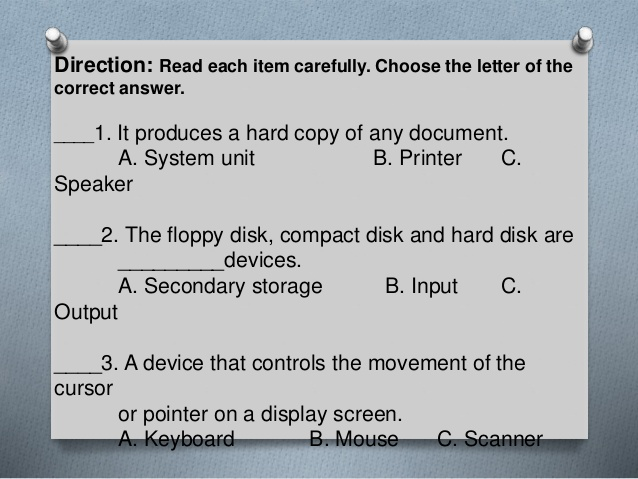 Direction: Read each item carefully. Choose the letter of the
correct answer.
____1. It produces a hard copy of any document.
A. System unit B. Printer C.
Speaker
____2. The floppy disk, compact disk and hard disk are
_________devices.
A. Secondary storage B. Input C.
Output
____3. A device that controls the movement of the
cursor
or pointer on a display screen.
A. Keyboard B. Mouse C. Scanner